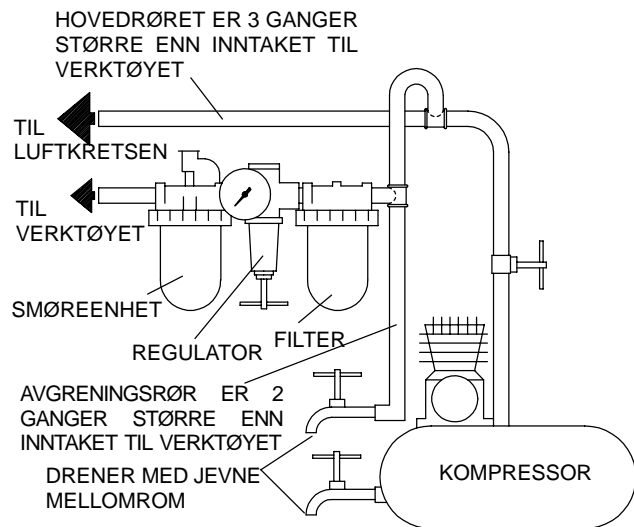 HOVEDRØRET ER 3 GANGER
STØRRE ENN INNTAKET TIL
VERKTØYET
TIL
LUFTKRETSEN
TIL
VERKTØYET
SMØREENHET
REGULATOR
FILTER
AVGRENINGSRØR ER 2
GANGER STØRRE ENN
INNTAKET TIL VERKTØYET
DRENER MED JEVNE
MELLOMROM
KOMPRESSOR